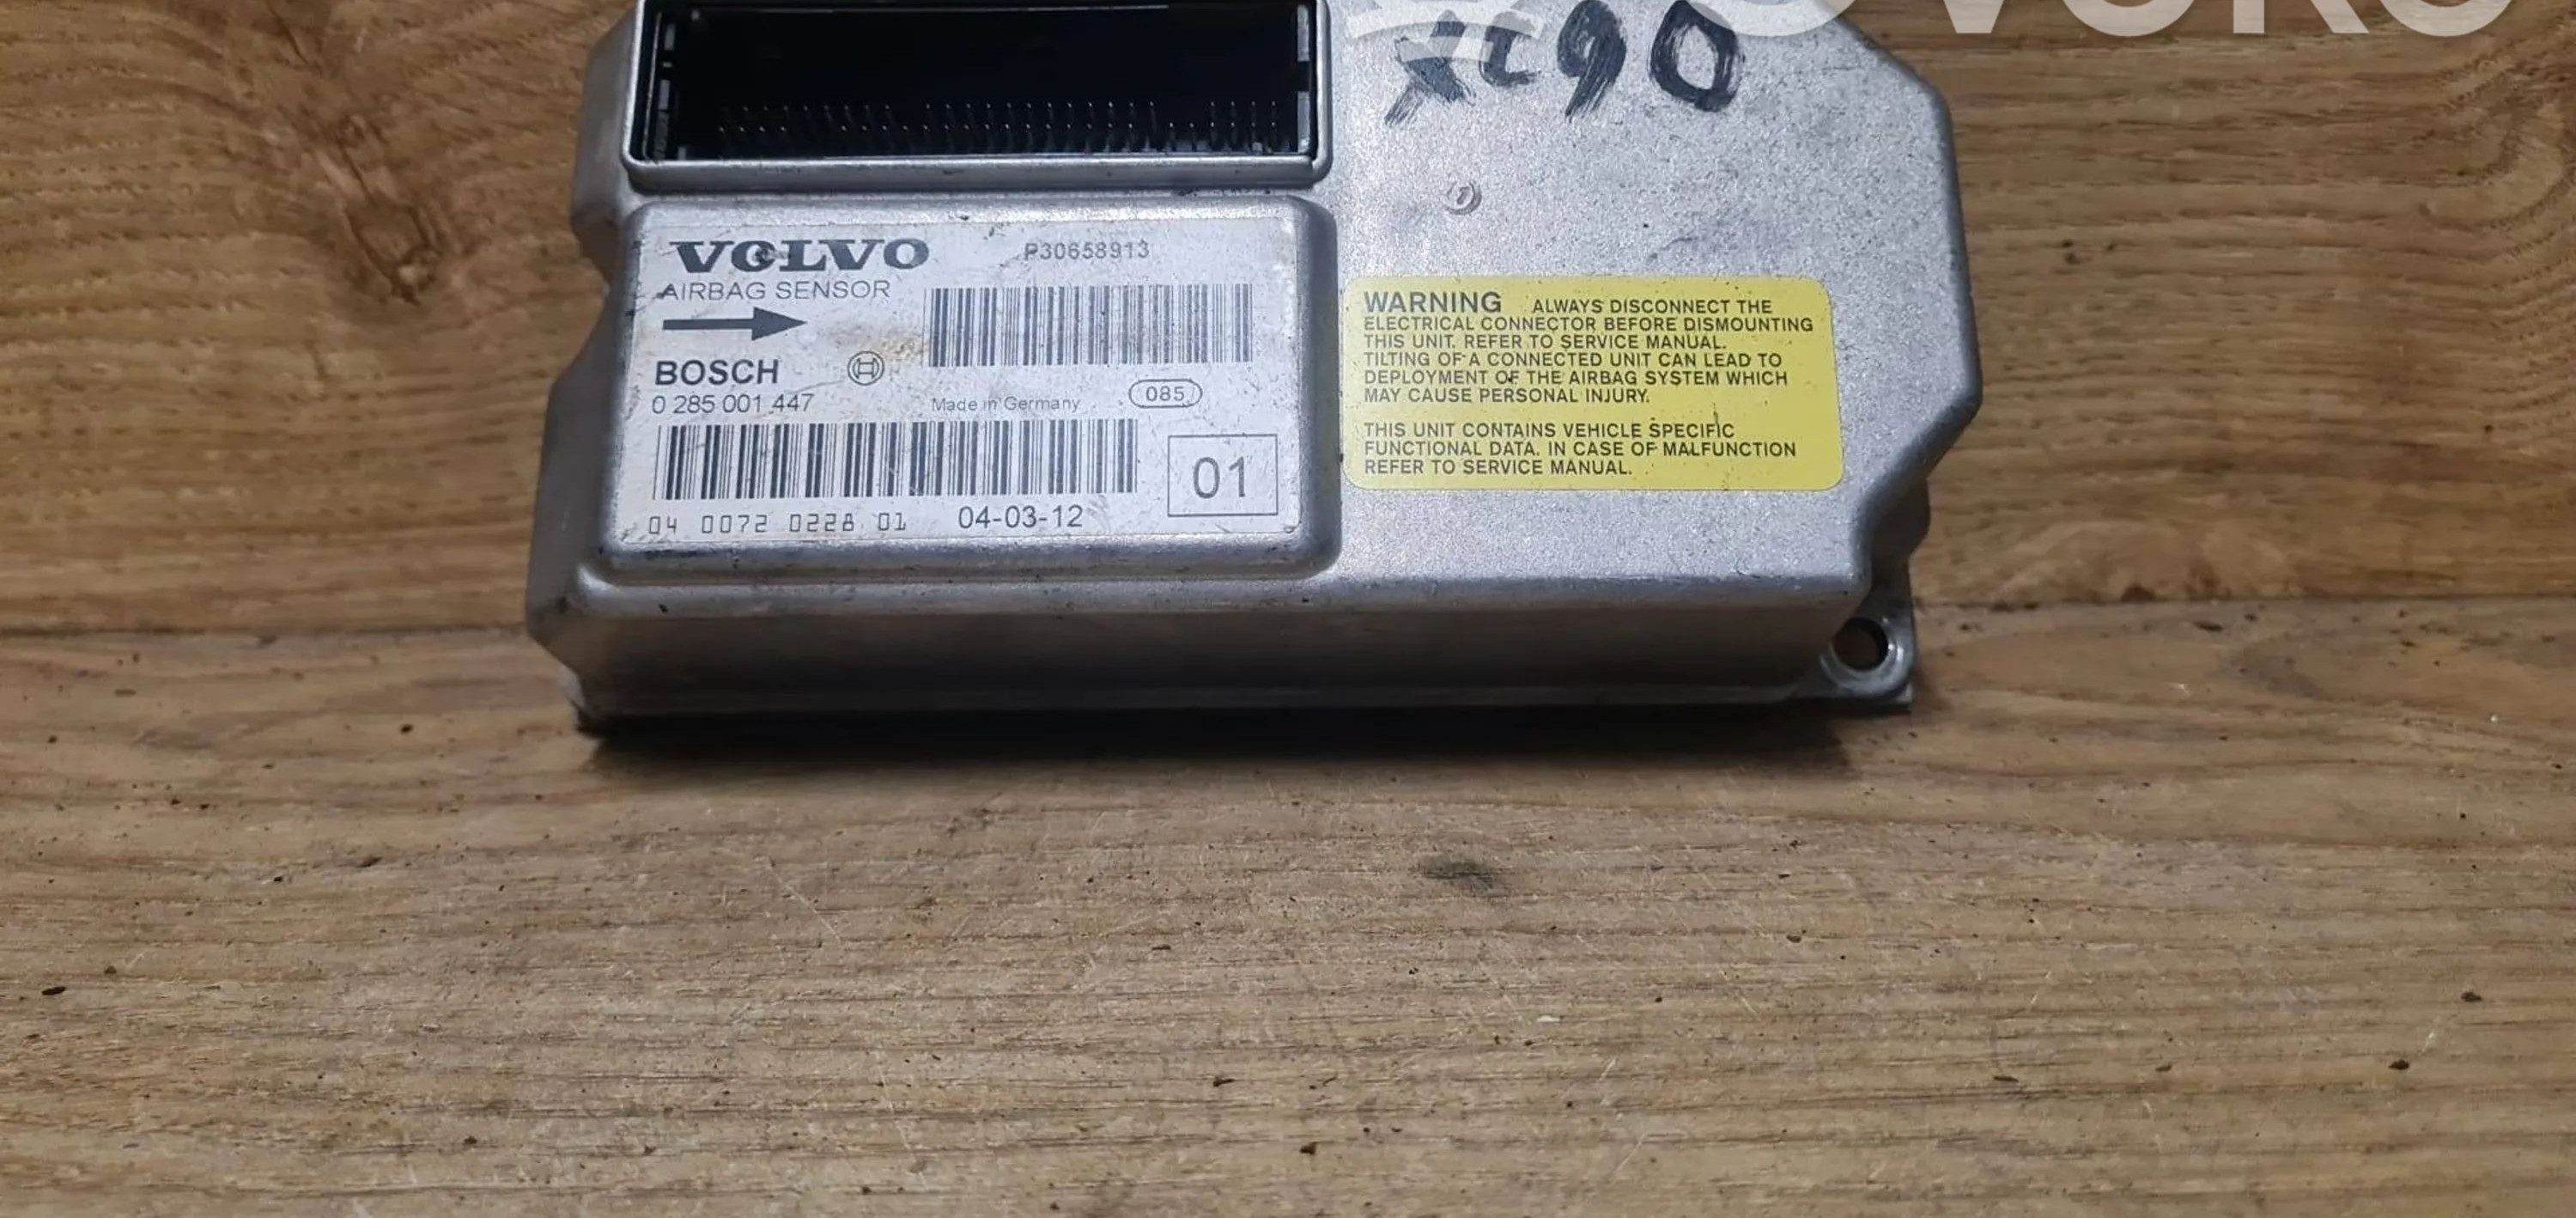 XC90
VOLVO P30658913
AIRBAG SENSOR
BOSCH
0 285 001 447 Made in Germany 085
01
04 0072 0228 01 04-03-12
WARNING ALWAYS DISCONNECT THE
ELECTRICAL CONNECTOR BEFORE DISMOUNTING
THIS UNIT. REFER TO SERVICE MANUAL.
TILTING OF A CONNECTED UNIT CAN LEAD TO
DEPLOYMENT OF THE AIRBAG SYSTEM WHICH
MAY CAUSE PERSONAL INJURY.
THIS UNIT CONTAINS VEHICLE SPECIFIC
FUNCTIONAL DATA. IN CASE OF MALFUNCTION
REFER TO SERVICE MANUAL.